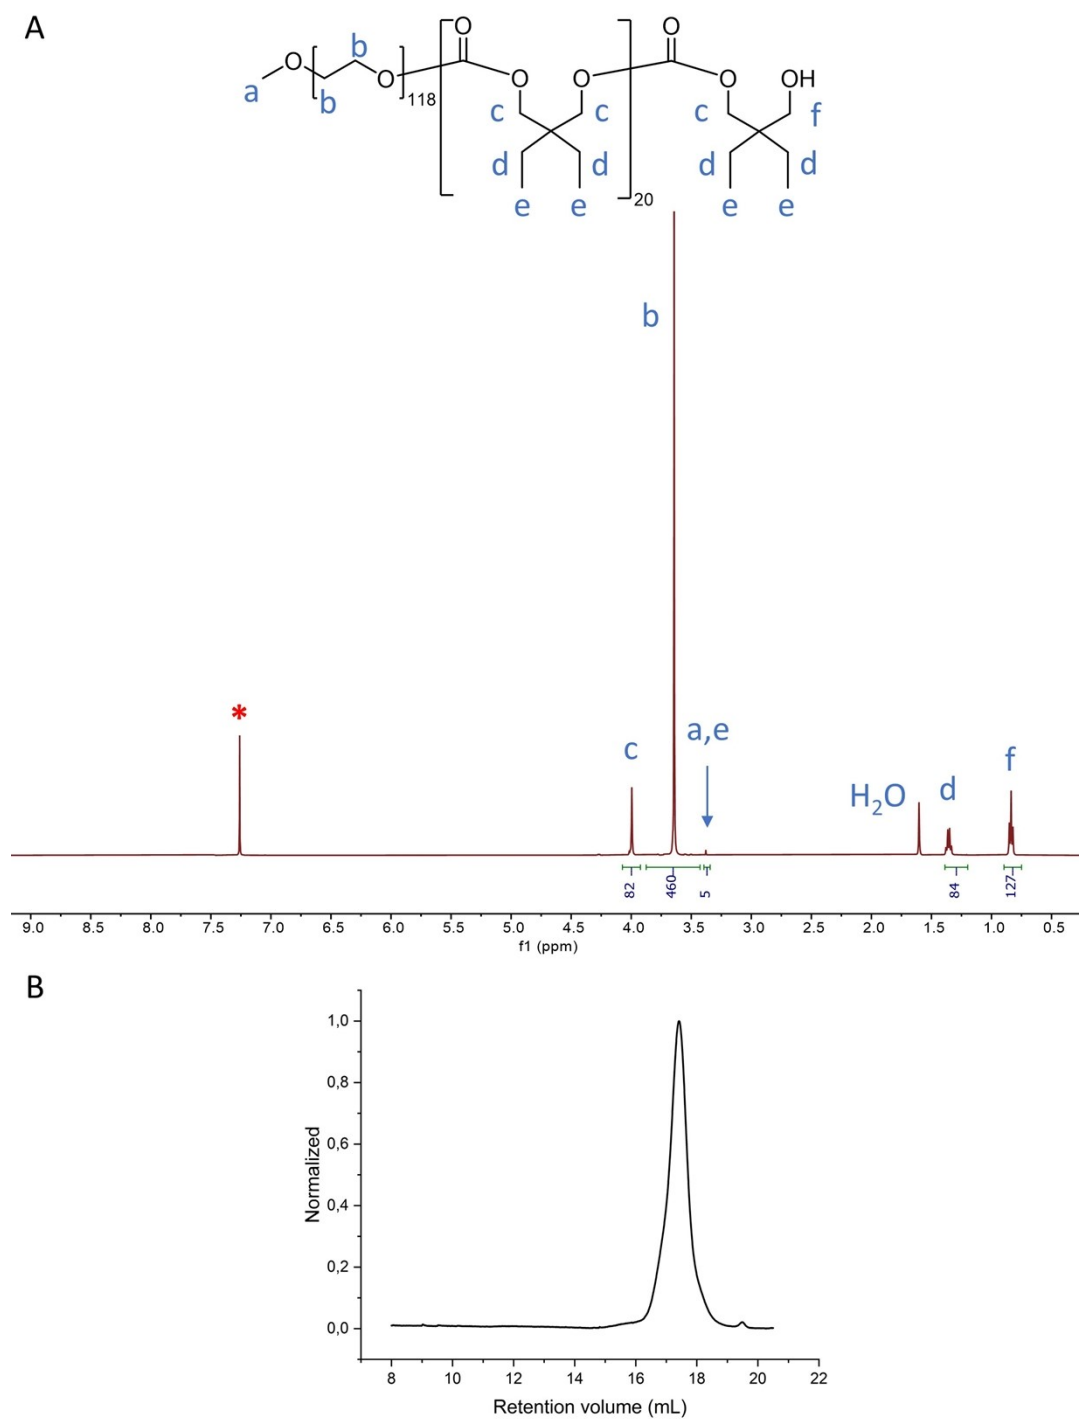 A
O
O
b
O
O
O
O
O
OH
a
b
118
c
c
c
f
d
d
d
d
e
e
20
e
e
b
*
a,e
c
f
H₂O
d
82
460
5
84
127
9.0 8.5 8.0 7.5 7.0 6.5 6.0 5.5 5.0 4.5 4.0 3.5 3.0 2.5 2.0 1.5 1.0 0.5
f1 (ppm)
B
1,0
0,8
0,6
0,4
0,2
0,0
Normalized
8 10 12 14 16 18 20 22
Retention volume (mL)